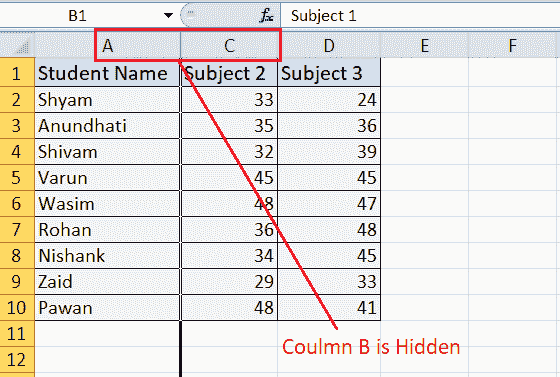 B1 fx Subject 1
A C D E F
1 Student Name Subject 2 Subject 3
2 Shyam 33 24
3 Anundhati 35 36
4 Shivam 32 39
5 Varun 45 45
6 Wasim 48 47
7 Rohan 36 48
8 Nishank 34 45
9 Zaid 29 33
10 Pawan 48 41
11
12
Coulmn B is Hidden